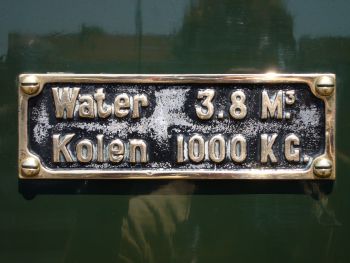 Water 3.8 M³.
Kolen 1000 KG.